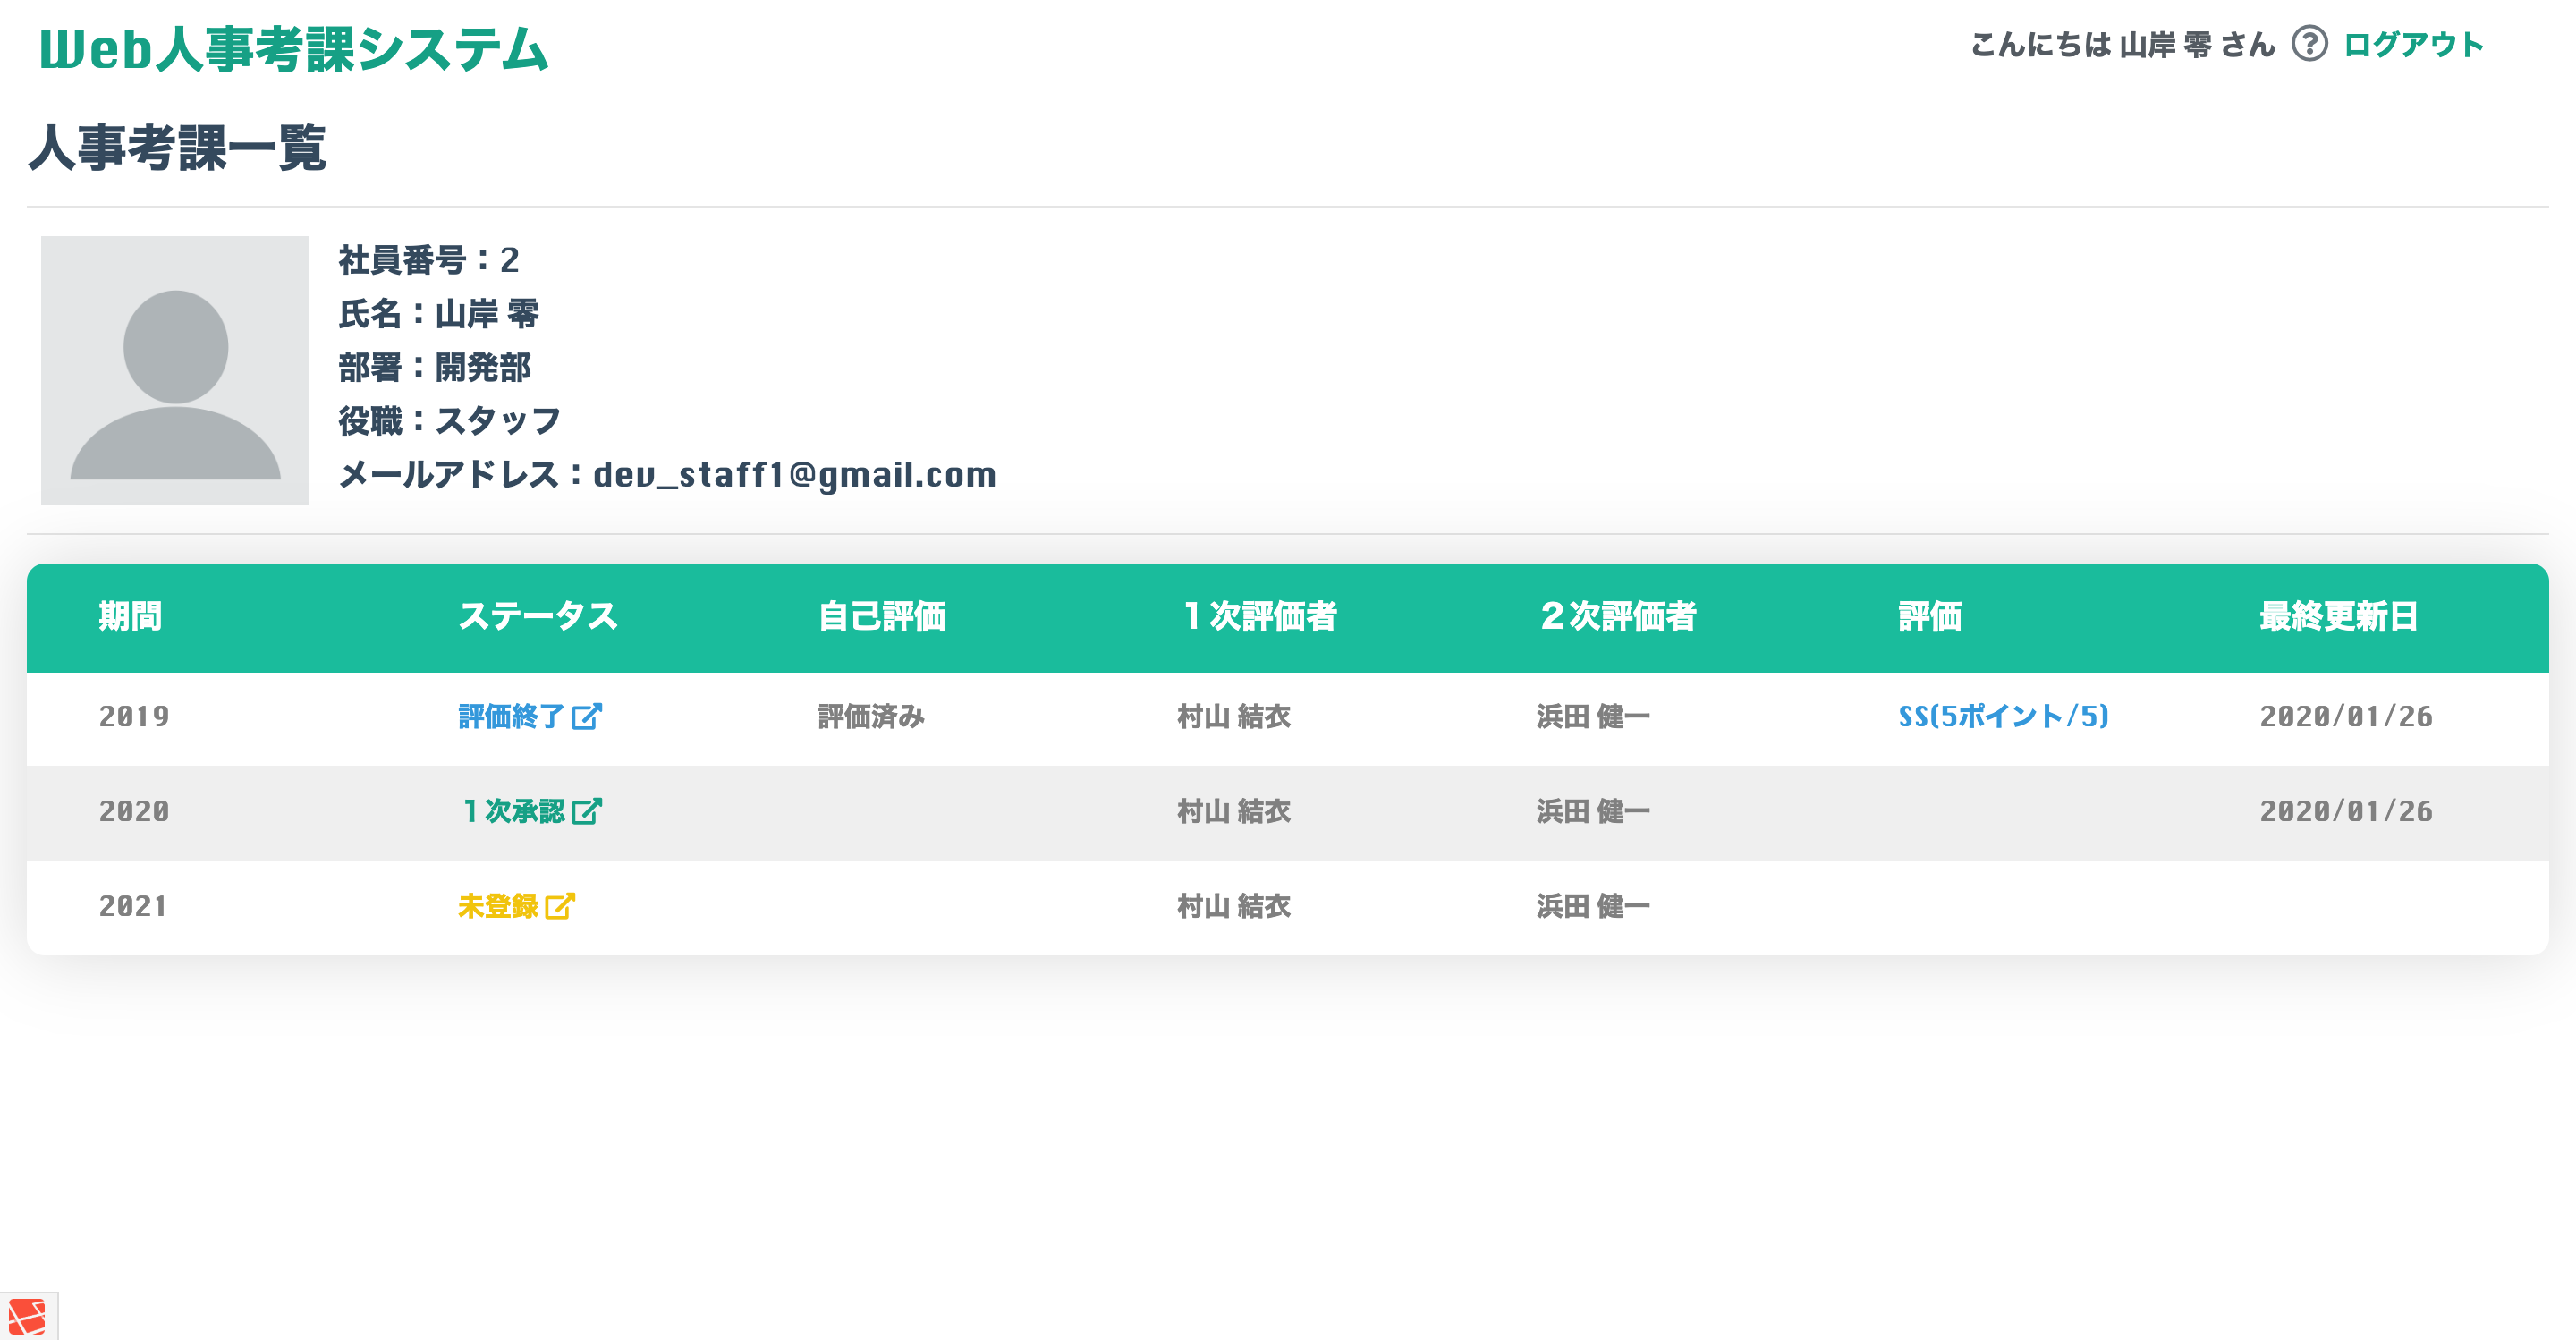 Web人事考課システム
こんにちは 山岸 零 さん ? ログアウト
人事考課一覧
社員番号：2
氏名：山岸 零
部署：開発部
役職：スタッフ
メールアドレス：dev_staff1@gmail.com
期間 ステータス 自己評価 １次評価者 ２次評価者 評価 最終更新日
2019 評価終了 評価済み 村山 結衣 浜田 健一 SS(5ポイント/5) 2020/01/26
2020 １次承認 村山 結衣 浜田 健一 2020/01/26
2021 未登録 村山 結衣 浜田 健一